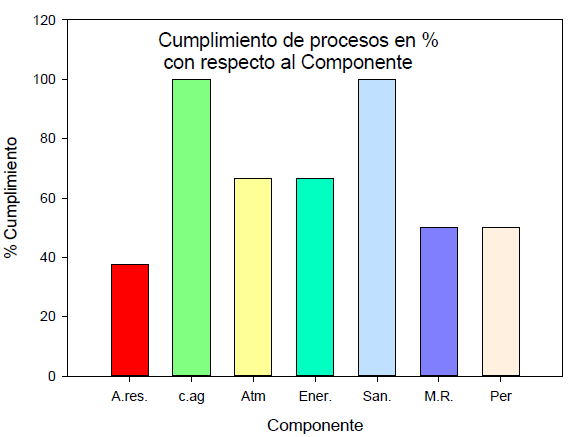 Cumplimiento de procesos en %
con respecto al Componente
% Cumplimiento
120
100
80
60
40
20
0
A.res. c.ag Atm Ener. San. M.R. Per
Componente